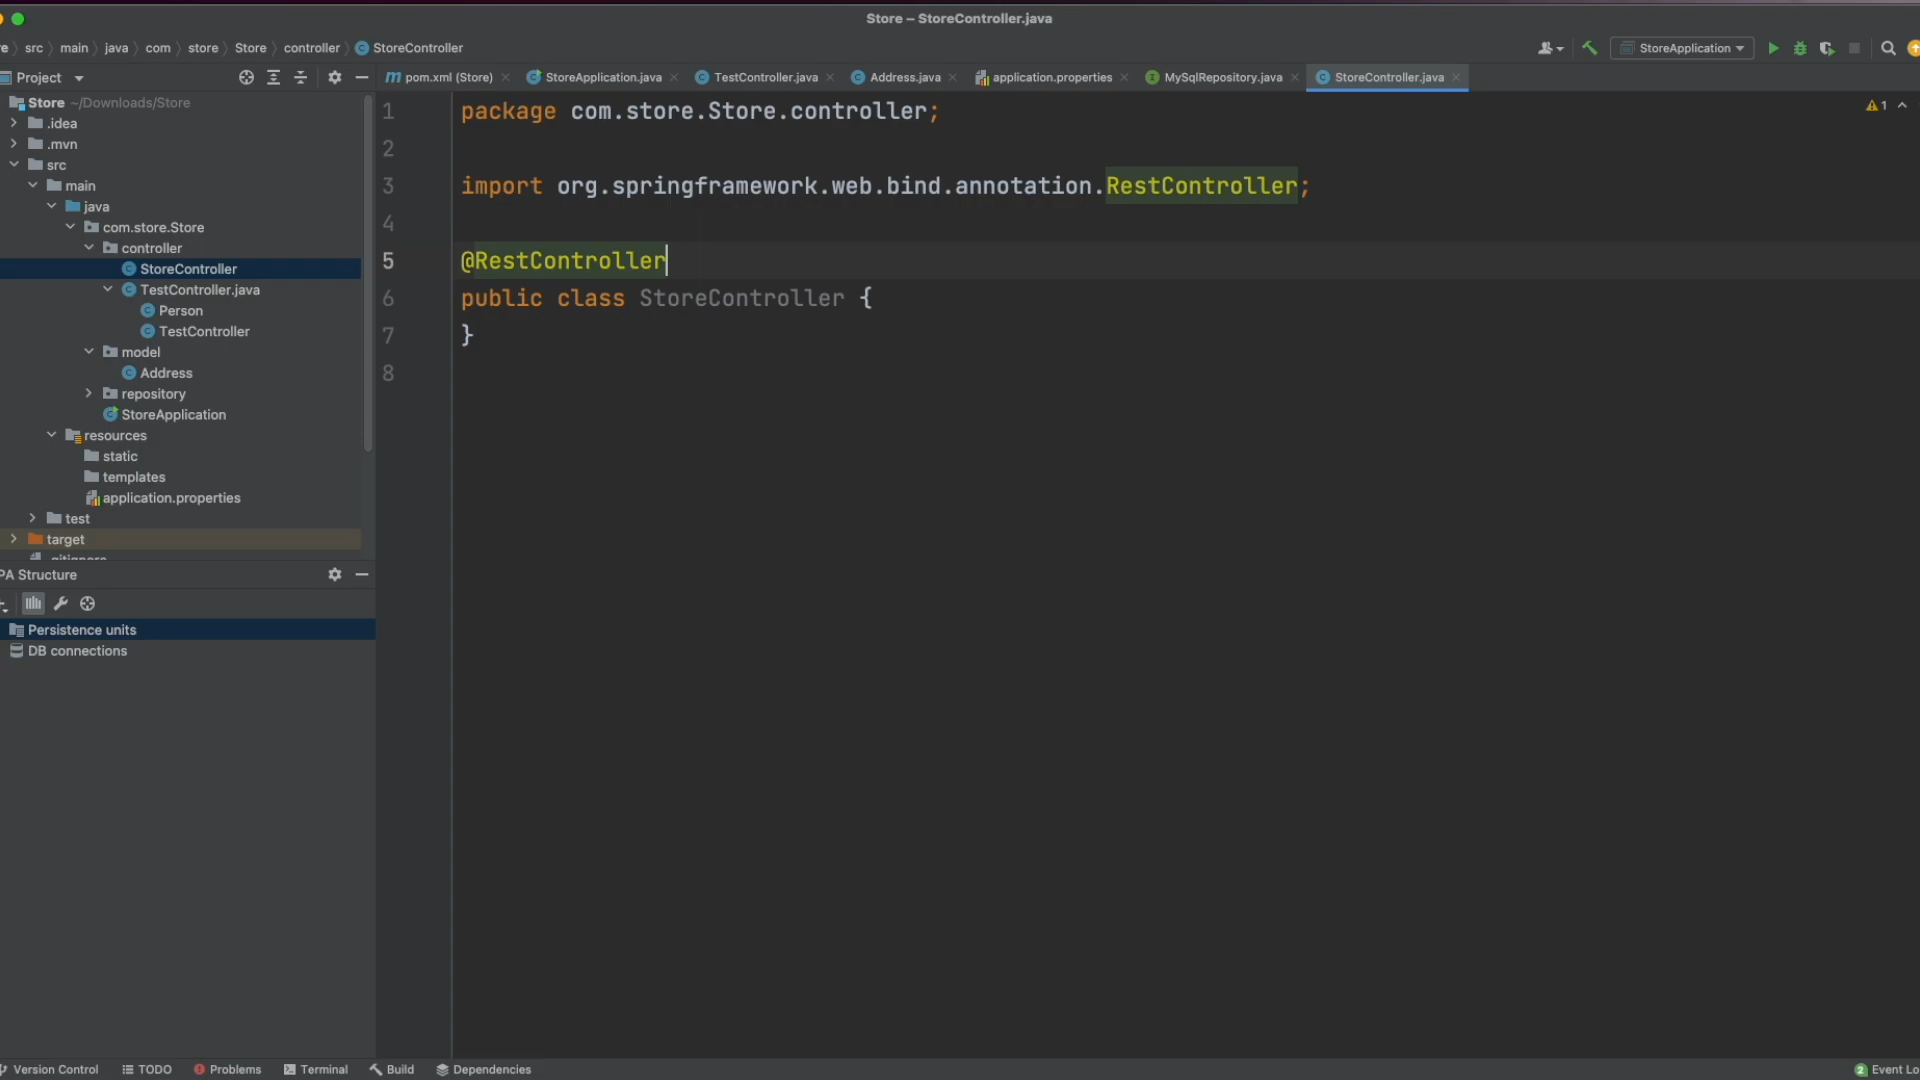 Store – StoreController.java
src main java com store Store controller StoreController
StoreApplication
Project
pom.xml (Store) StoreApplication.java TestController.java Address.java application.properties MySqlRepository.java StoreController.java
Store ~/Downloads/Store
.idea
.mvn
src
main
java
com.store.Store
controller
StoreController
TestController.java
Person
TestController
model
Address
repository
StoreApplication
resources
static
templates
application.properties
test
target
.gitignore
1 package com.store.Store.controller;
2
3 import org.springframework.web.bind.annotation.RestController;
4
5 @RestController
6 public class StoreController {
7 }
8
1
PA Structure
Persistence units
DB connections
Version Control TODO Problems Terminal Build Dependencies
2 Event Lo